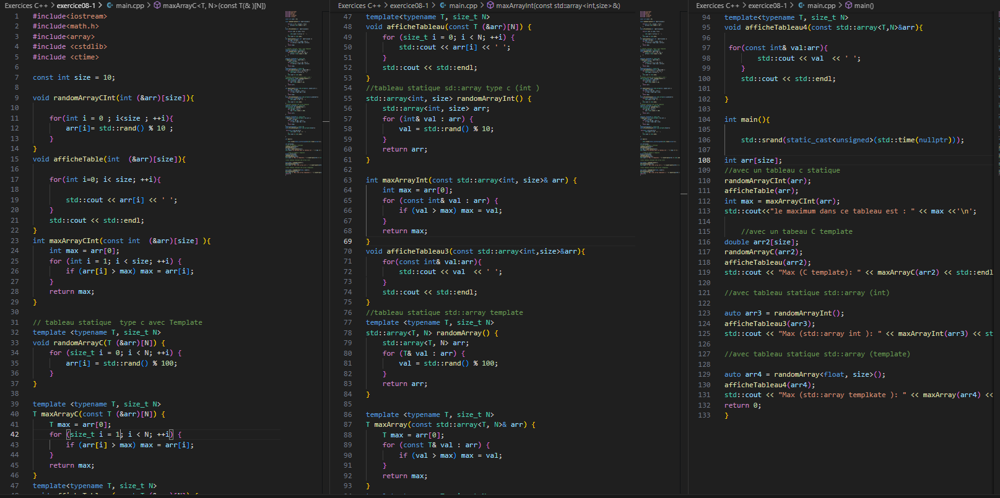 Exercices C++ > exercice08-1 > main.cpp > maxArrayC<T, N>(const T(& )[N])
1 #include<iostream>
2 #include<math.h>
3 #include<array>
4 #include <cstdlib>
5 #include <ctime>
6
7 const int size = 10;
8
9 void randomArrayCInt(int (&arr)[size]){
10
11 for(int i = 0 ; i<size ; ++i){
12 arr[i]= std::rand() % 10 ;
13 }
14 }
15 void afficheTable(int  (&arr)[size]){
16
17 for(int i=0; i< size; ++i){
18
19 std::cout << arr[i] << ' ';
20 }
21 std::cout << std::endl;
22 }
23 int maxArrayCInt(const int  (&arr)[size] ){
24 int max = arr[0];
25 for (int i = 1; i < size; ++i) {
26 if (arr[i] > max) max = arr[i];
27 }
28 return max;
29 }
30
31 // tableau statique  type c avec Template
32 template <typename T, size_t N>
33 void randomArrayC(T (&arr)[N]) {
34 for (size_t i = 0; i < N; ++i) {
35 arr[i] = std::rand() % 100;
36 }
37 }
38
39 template <typename T, size_t N>
40 T maxArrayC(const T (&arr)[N]) {
41 T max = arr[0];
42 for (size_t i = 1; i < N; ++i) {
43 if (arr[i] > max) max = arr[i];
44 }
45 return max;
46 }
47 template<typename T, size_t N>
Exercices C++ > exercice08-1 > main.cpp > maxArrayInt(const std::array<int,size>&)
47 template<typename T, size_t N>
48 void afficheTableau(const T (&arr)[N]) {
49 for (size_t i = 0; i < N; ++i) {
50 std::cout << arr[i] << ' ';
51 }
52 std::cout << std::endl;
53 }
54 //tableau statique sd::array type c (int )
55 std::array<int, size> randomArrayInt() {
56 std::array<int, size> arr;
57 for (int& val : arr) {
58 val = std::rand() % 10;
59 }
60 return arr;
61 }
62
63 int maxArrayInt(const std::array<int, size>& arr) {
64 int max = arr[0];
65 for (const int& val : arr) {
66 if (val > max) max = val;
67 }
68 return max;
69 }
70 void afficheTableau3(const std::array<int,size>&arr){
71 for(const int& val:arr){
72 std::cout << val  << ' ';
73 }
74 std::cout << std::endl;
75 }
76 //tableau statique std::array template
77 template <typename T, size_t N>
78 std::array<T, N> randomArray() {
79 std::array<T, N> arr;
80 for (T& val : arr) {
81 val = std::rand() % 100;
82 }
83 return arr;
84 }
85
86 template <typename T, size_t N>
87 T maxArray(const std::array<T, N>& arr) {
88 T max = arr[0];
89 for (const T& val : arr) {
90 if (val > max) max = val;
91 }
92 return max;
93 }
Exercices C++ > exercice08-1 > main.cpp > main()
94 template<typename T, size_t N>
95 void afficheTableau4(const std::array<T,N>&arr){
96
97 for(const int& val:arr){
98 std::cout << val  << ' ';
99 }
100 std::cout << std::endl;
101
102 }
103
104 int main(){
105
106 std::srand(static_cast<unsigned>(std::time(nullptr)));
107
108 int arr[size];
109 //avec un tableau c statique
110 randomArrayCInt(arr);
111 afficheTable(arr);
112 int max = maxArrayCInt(arr);
113 std::cout<<"le maximum dans ce tableau est : " << max <<'\n';
114
115 //avec un tabeau C template
116 double arr2[size];
117 randomArrayC(arr2);
118 afficheTableau(arr2);
119 std::cout << "Max (C template): " << maxArrayC(arr2) << std::endl
120
121 //avec tableau statique std::array (int)
122
123 auto arr3 = randomArrayInt();
124 afficheTableau3(arr3);
125 std::cout << "Max (std::array int ): " << maxArrayInt(arr3) << st
126
127 //avec tableau statique std::array (template)
128
129 auto arr4 = randomArray<float, size>();
130 afficheTableau4(arr4);
131 std::cout << "Max (std::array templkate ): " << maxArray(arr4) <<
132 return 0;
133 }